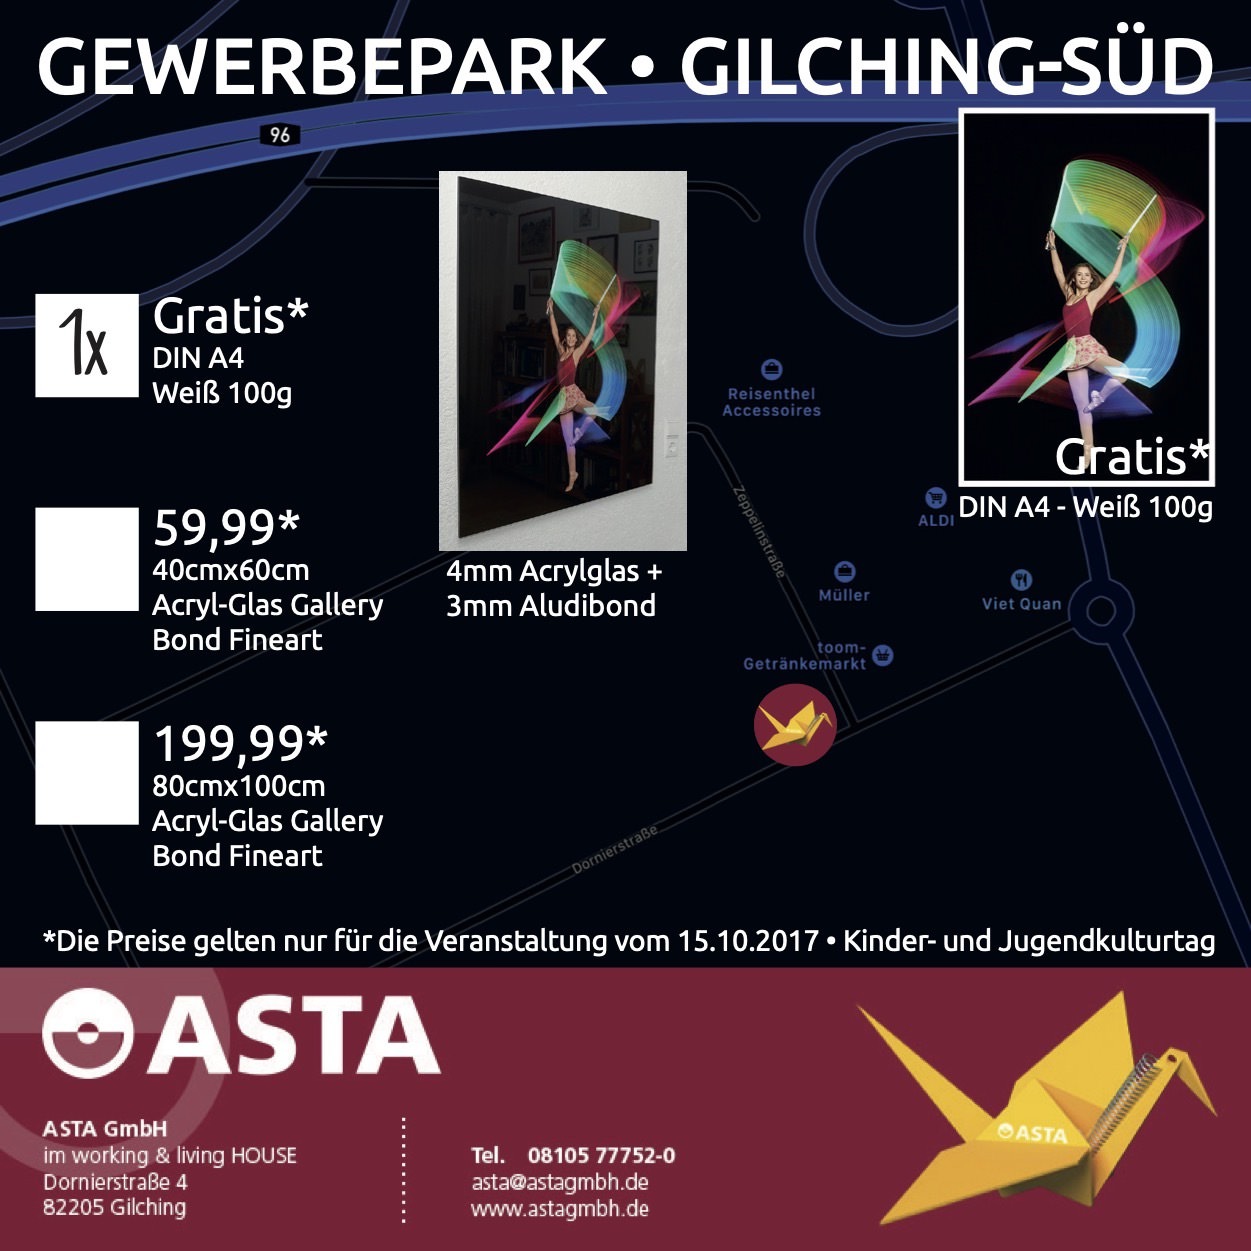 GEWERBEPARK • GILCHING-SÜD
96
1x
Gratis*
DIN A4
Weiß 100g
59,99*
40cmx60cm
Acryl-Glas Gallery
Bond Fineart
199,99*
80cmx100cm
Acryl-Glas Gallery
Bond Fineart
4mm Acrylglas +
3mm Aludibond
Gratis*
DIN A4 - Weiß 100g
Reisenthel
Accessoires
ALDI
Zeppelinstraße
Müller
Viet Quan
toom-
Getränkemarkt
Dornierstraße
*Die Preise gelten nur für die Veranstaltung vom 15.10.2017 • Kinder- und Jugendkulturtag
ASTA
ASTA GmbH
im working & living HOUSE
Dornierstraße 4
82205 Gilching
Tel. 08105 77752-0
asta@astagmbh.de
www.astagmbh.de
ASTA